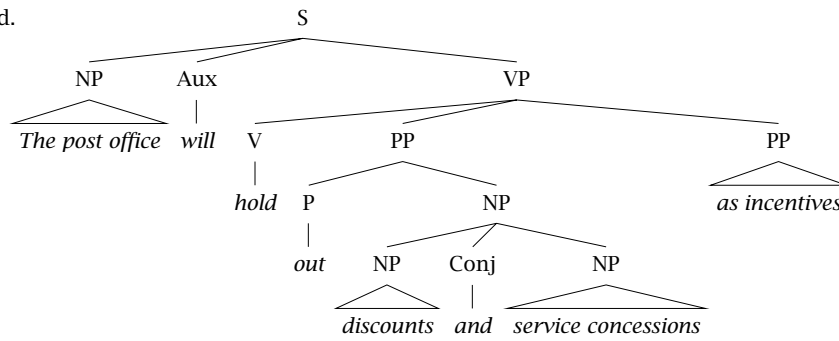 d.
S
NP Aux VP
The post office will V PP PP
hold P NP as incentives
out NP Conj NP
discounts and service concessions